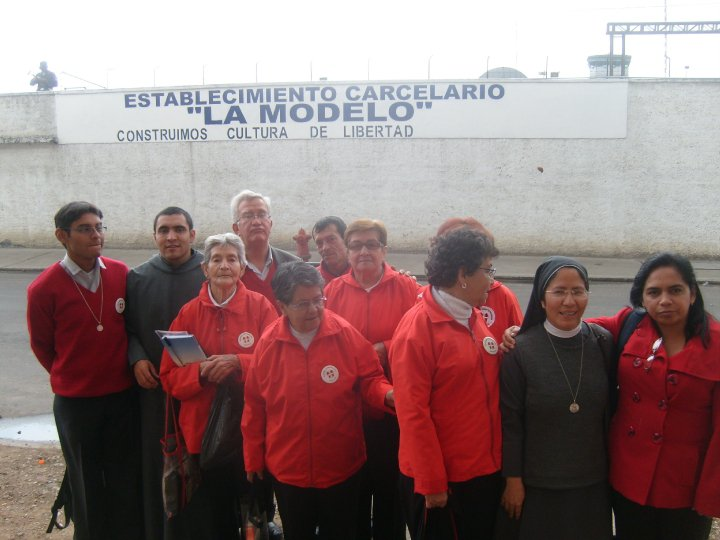 ESTABLECIMIENTO CARCELARIO
"LA MODELO"
CONSTRUIMOS CULTURA DE LIBERTAD